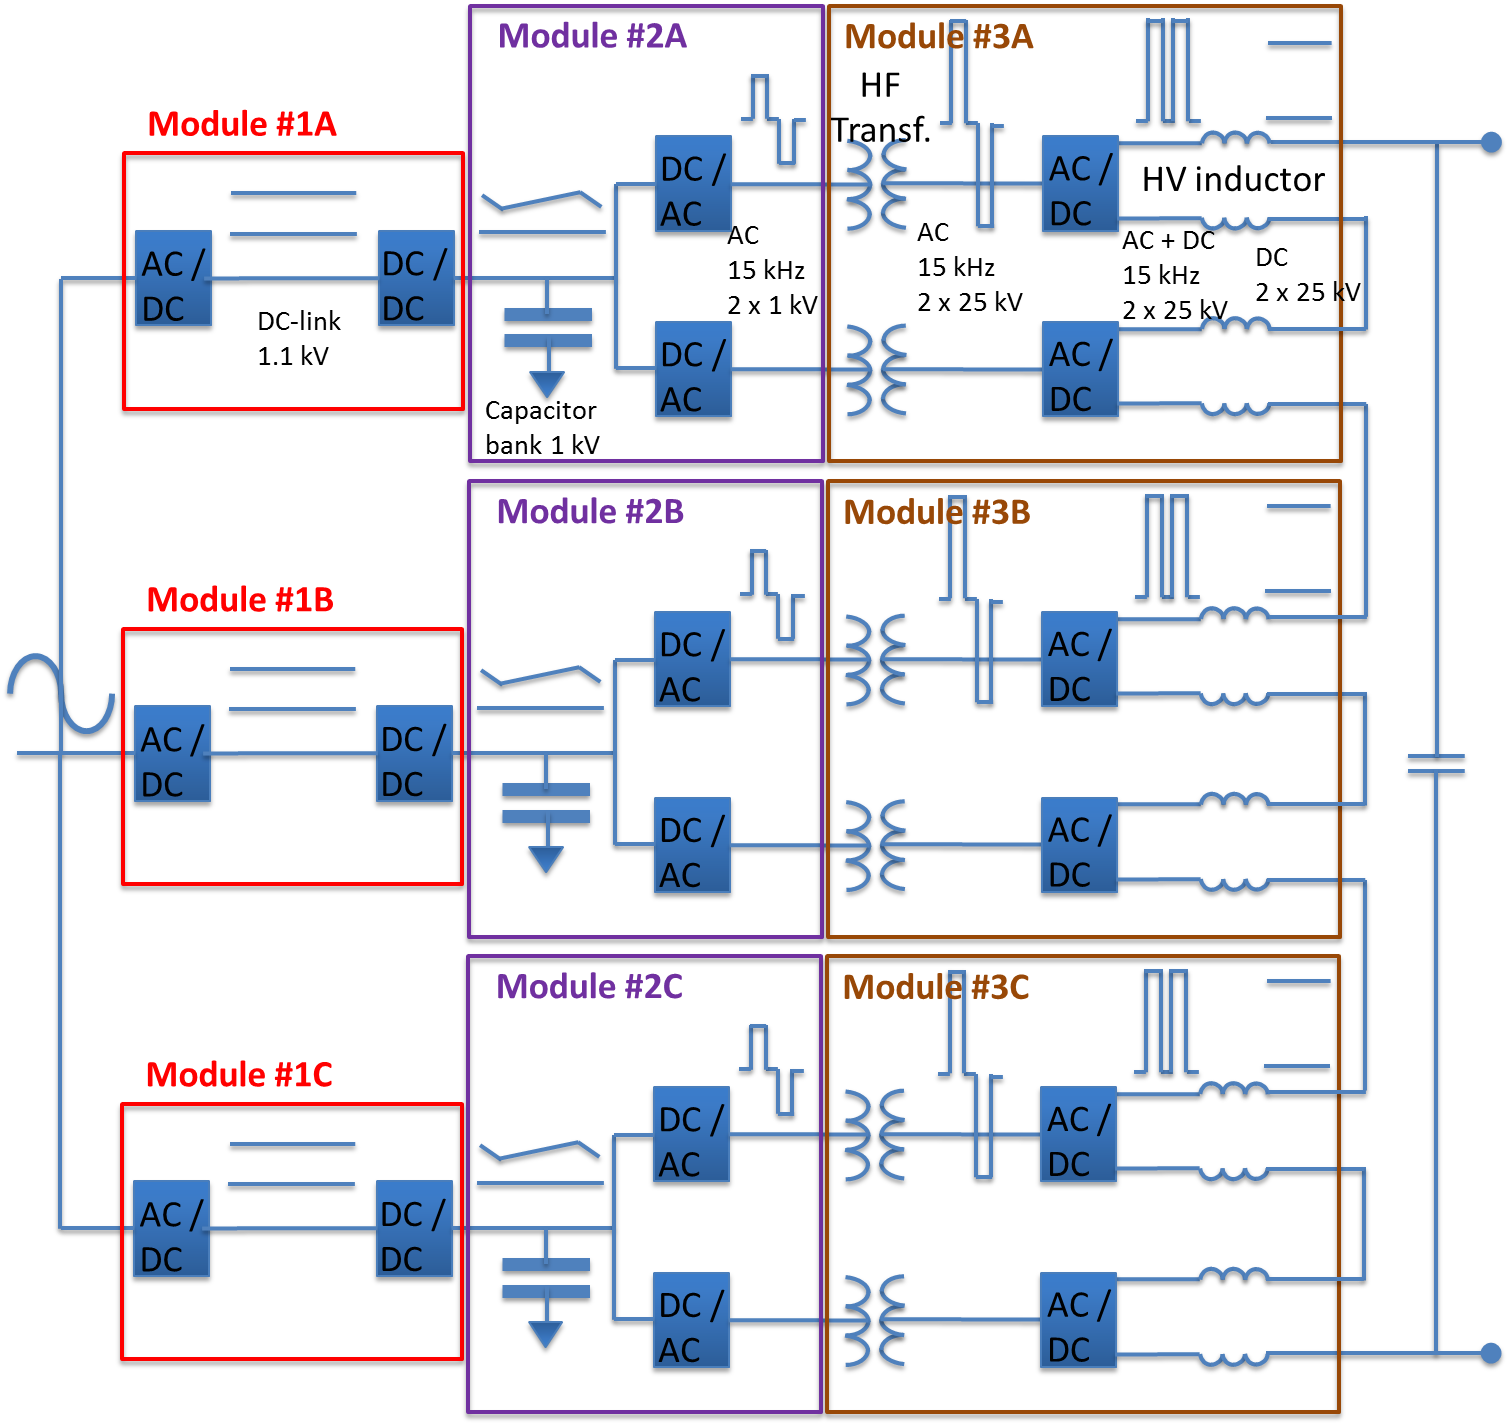 Module #1A
AC /
DC
DC-link
1.1 kV
DC /
DC
Module #2A
Capacitor
bank 1 kV
DC /
AC
DC /
AC
AC
15 kHz
2 x 1 kV
Module #3A
HF
Transf.
AC
15 kHz
2 x 25 kV
AC /
DC
AC /
DC
HV inductor
AC + DC
15 kHz
2 x 25 kV
DC
2 x 25 kV
Module #1B
AC /
DC
DC /
DC
Module #2B
DC /
AC
DC /
AC
Module #3B
AC /
DC
AC /
DC
Module #1C
AC /
DC
DC /
DC
Module #2C
DC /
AC
DC /
AC
Module #3C
AC /
DC
AC /
DC